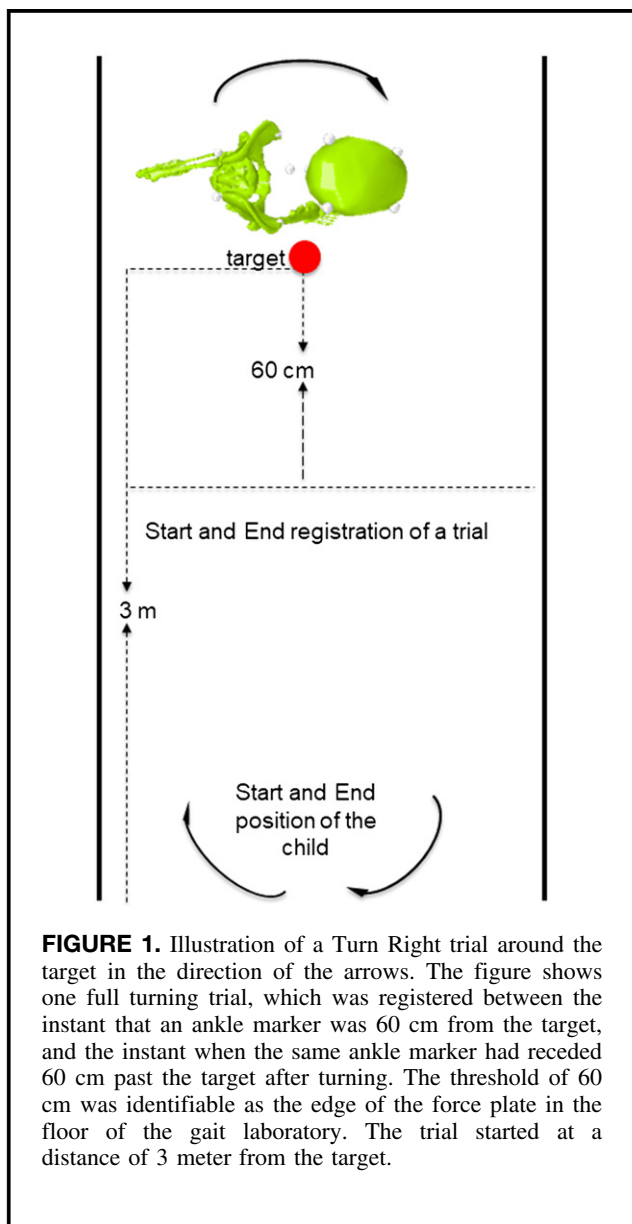 target
60 cm
Start and End registration of a trial
3 m
Start and End
position of the
child
FIGURE 1. Illustration of a Turn Right trial around the
target in the direction of the arrows. The figure shows
one full turning trial, which was registered between the
instant that an ankle marker was 60 cm from the target,
and the instant when the same ankle marker had receded
60 cm past the target after turning. The threshold of 60
cm was identifiable as the edge of the force plate in the
floor of the gait laboratory. The trial started at a
distance of 3 meter from the target.